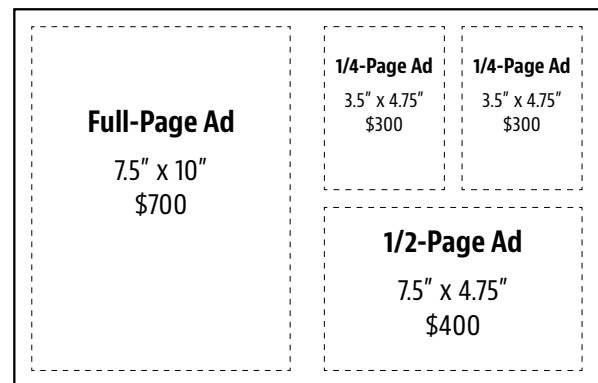 Full-Page Ad
7.5” x 10”
$700
1/4-Page Ad
3.5” x 4.75”
$300
1/4-Page Ad
3.5” x 4.75”
$300
1/2-Page Ad
7.5” x 4.75”
$400